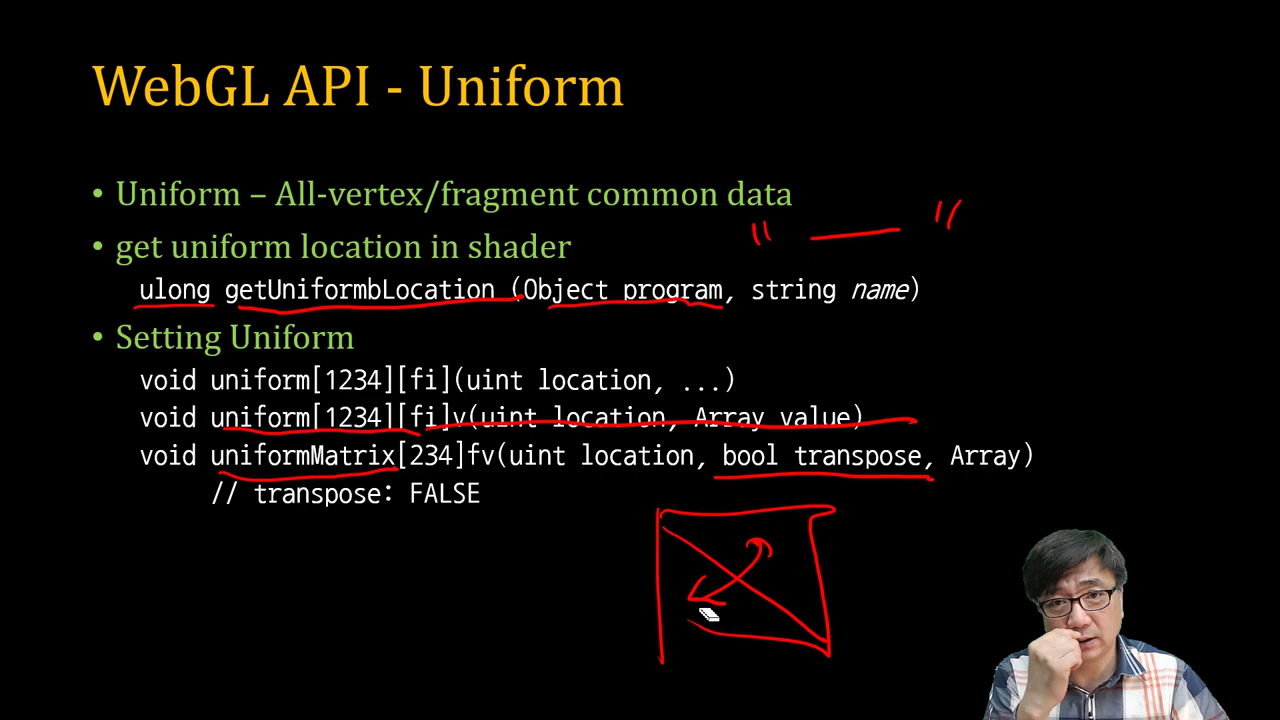 WebGL API - Uniform
• Uniform – All-vertex/fragment common data
• get uniform location in shader
ulong getUniformbLocation (Object program, string name)
• Setting Uniform
void uniform[1234][fi](uint location, ...)
void uniform[1234][fi]v(uint location, Array value)
void uniformMatrix[234]fv(uint location, bool transpose, Array)
// transpose: FALSE